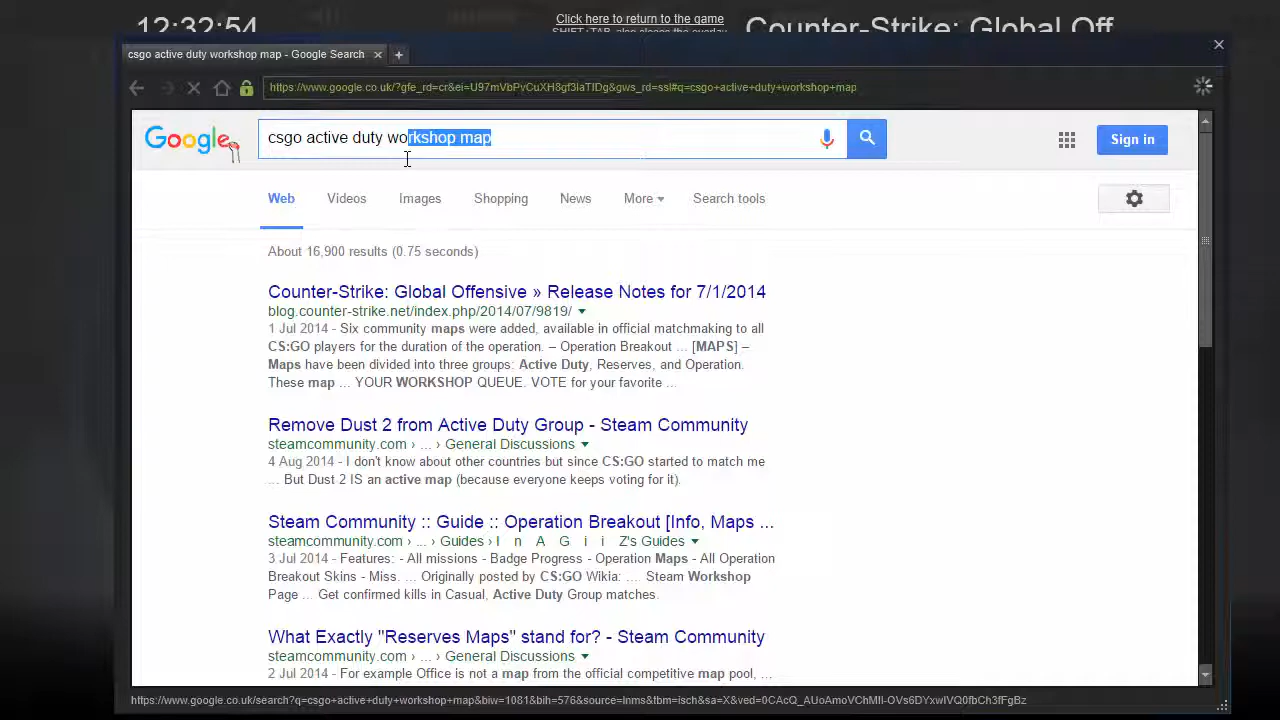 12:32:54
Click here to return to the game
Counter-Strike: Global Off
SHIFT+TAB also closes the overlay
csgo active duty workshop map - Google Search
https://www.google.co.uk/?gfe_rd=cr&ei=U97mVbPvCuXH8gf3iaTIDg&gws_rd=ssl#q=csgo+active+duty+workshop+map
Google
csgo active duty workshop map
Sign in
Web Videos Images Shopping News More Search tools
About 16,900 results (0.75 seconds)
Counter-Strike: Global Offensive » Release Notes for 7/1/2014
blog.counter-strike.net/index.php/2014/07/9819/
1 Jul 2014 - Six community maps were added, available in official matchmaking to all
CS:GO players for the duration of the operation. – Operation Breakout ... [MAPS] –
Maps have been divided into three groups: Active Duty, Reserves, and Operation.
These map ... YOUR WORKSHOP QUEUE. VOTE for your favorite ...
Remove Dust 2 from Active Duty Group - Steam Community
steamcommunity.com › ... › General Discussions
4 Aug 2014 - I don't know about other countries but since CS:GO started to match me
... But Dust 2 IS an active map (because everyone keeps voting for it).
Steam Community :: Guide :: Operation Breakout [Info, Maps ...
steamcommunity.com › ... › Guides › I n A G i i Z's Guides
3 Jul 2014 - Features: - All missions - Badge Progress - Operation Maps - All Operation
Breakout Skins - Miss. ... Originally posted by CS:GO Wikia: .... Steam Workshop
Page ... Get confirmed kills in Casual, Active Duty Group matches.
What Exactly "Reserves Maps" stand for? - Steam Community
steamcommunity.com › ... › General Discussions
2 Jul 2014 - For example Office is not a map from the official competitive map pool, ...
https://www.google.co.uk/search?q=csgo+active+duty+workshop+map&biw=1081&bih=576&source=lnms&tbm=isch&sa=X&ved=0CAcQ_AUoAmoVChMIl-OVs6DYxwIVQ0fbCh3fFgBz